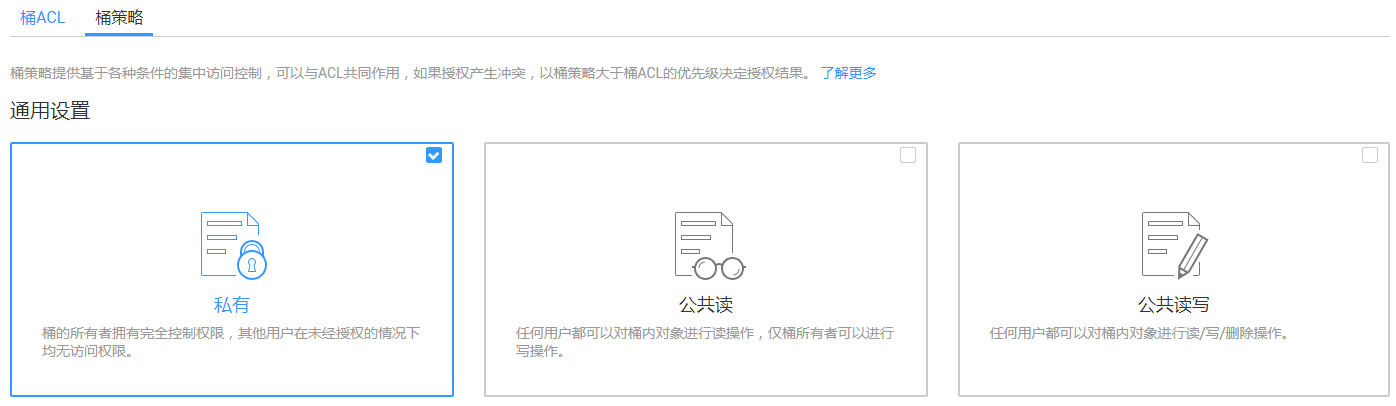 桶ACL 桶策略
桶策略提供基于各种条件的集中访问控制，可以与ACL共同作用，如果授权产生冲突，以桶策略大于桶ACL的优先级决定授权结果。 了解更多
通用设置
私有
桶的所有者拥有完全控制权限，其他用户在未经授权的情况下
均无访问权限。
公共读
任何用户都可以对桶内对象进行读操作，仅桶所有者可以进行
写操作。
公共读写
任何用户都可以对桶内对象进行读/写/删除操作。